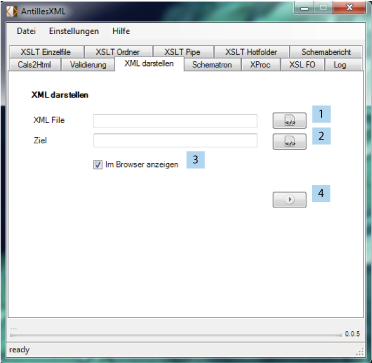 AntillesXML
Datei Einstellungen Hilfe
XSLT Einzelfile XSLT Ordner XSLT Pipe XSLT Hotfolder Schemabericht
Cals2Html Validierung XML darstellen Schematron XProc XSL FO Log
XML darstellen
XML File 1
Ziel 2
Im Browser anzeigen 3
4
...
0.0.5
ready